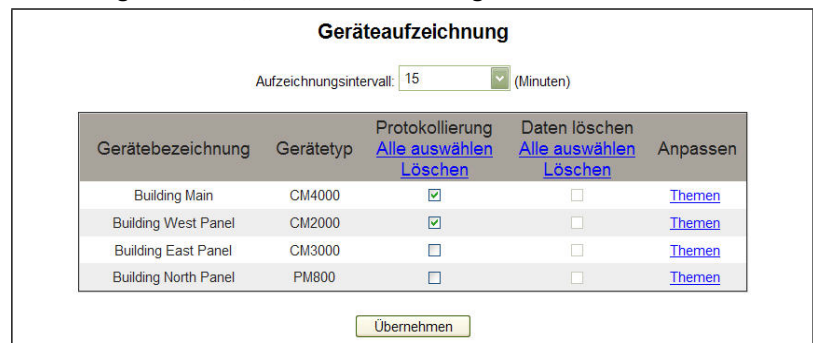 Geräteaufzeichnung
Aufzeichnungsintervall: 15 (Minuten)
Gerätebezeichnung Gerätetyp Protokollierung Alle auswählen Löschen Daten löschen Alle auswählen Löschen Anpassen
Building Main CM4000 Themen
Building West Panel CM2000 Themen
Building East Panel CM3000 Themen
Building North Panel PM800 Themen
Übernehmen